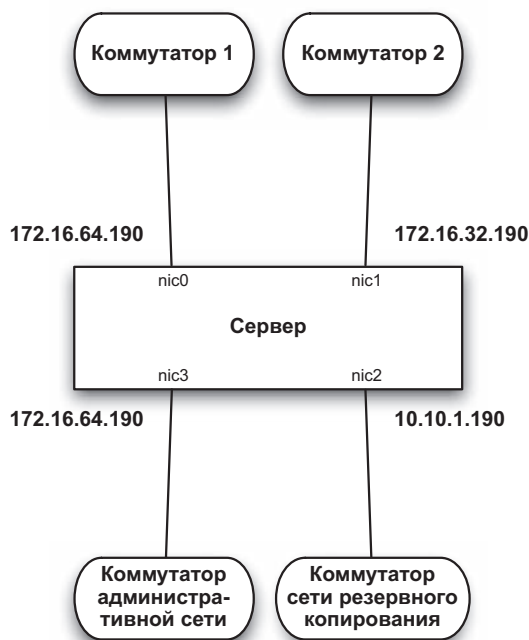 Коммутатор 1
Коммутатор 2
172.16.64.190
172.16.32.190
nic0
nic1
Сервер
nic3
nic2
172.16.64.190
10.10.1.190
Коммутатор
администра-
тивной сети
Коммутатор
сети резервного
копирования